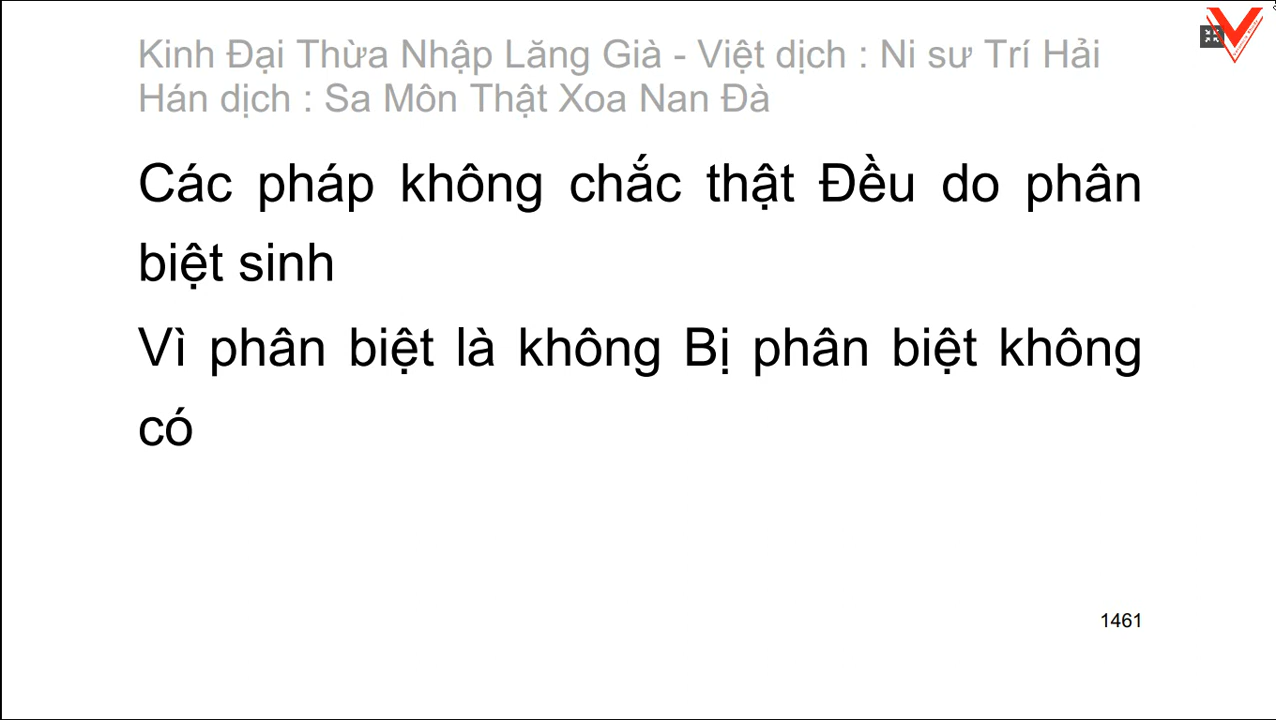 Kinh Đại Thừa Nhập Lăng Già - Việt dịch : Ni sư Trí Hải
Hán dịch : Sa Môn Thật Xoa Nan Đà
Các pháp không chắc thật Đều do phân
biệt sinh
Vì phân biệt là không Bị phân biệt không
có
1461